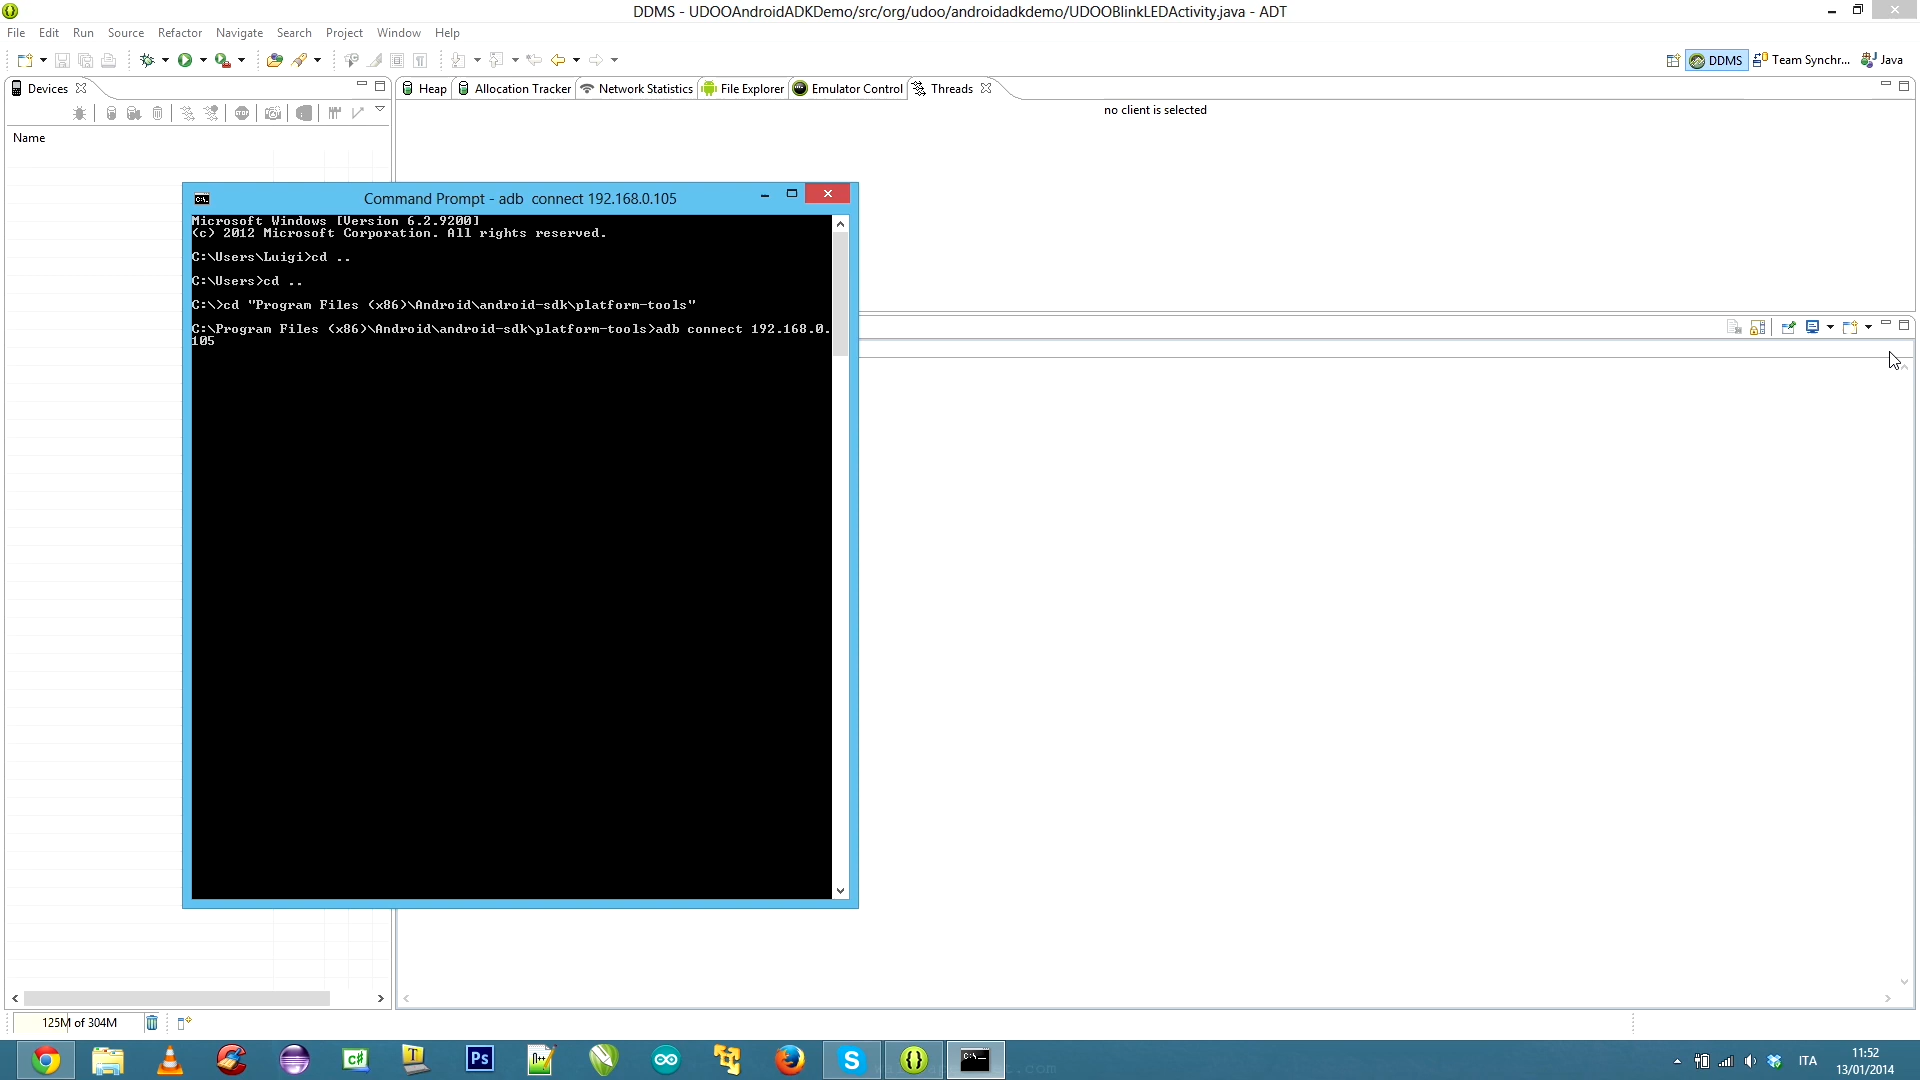 DDMS - UDOOAndroidADKDemo/src/org/udoo/androidadkdemo/UDOOBlinkLEDActivity.java - ADT
File Edit Run Source Refactor Navigate Search Project Window Help
DDMS Team Synchr... Java
Devices Heap Allocation Tracker Network Statistics File Explorer Emulator Control Threads
no client is selected
Name
Command Prompt - adb  connect 192.168.0.105
Microsoft Windows [Version 6.2.9200]
(c) 2012 Microsoft Corporation. All rights reserved.
C:\Users\Luigi>cd ..
C:\Users>cd ..
C:\>cd "Program Files (x86)\Android\android-sdk\platform-tools"
C:\Program Files (x86)\Android\android-sdk\platform-tools>adb connect 192.168.0.
105
125M of 304M
ITA
11:52
13/01/2014